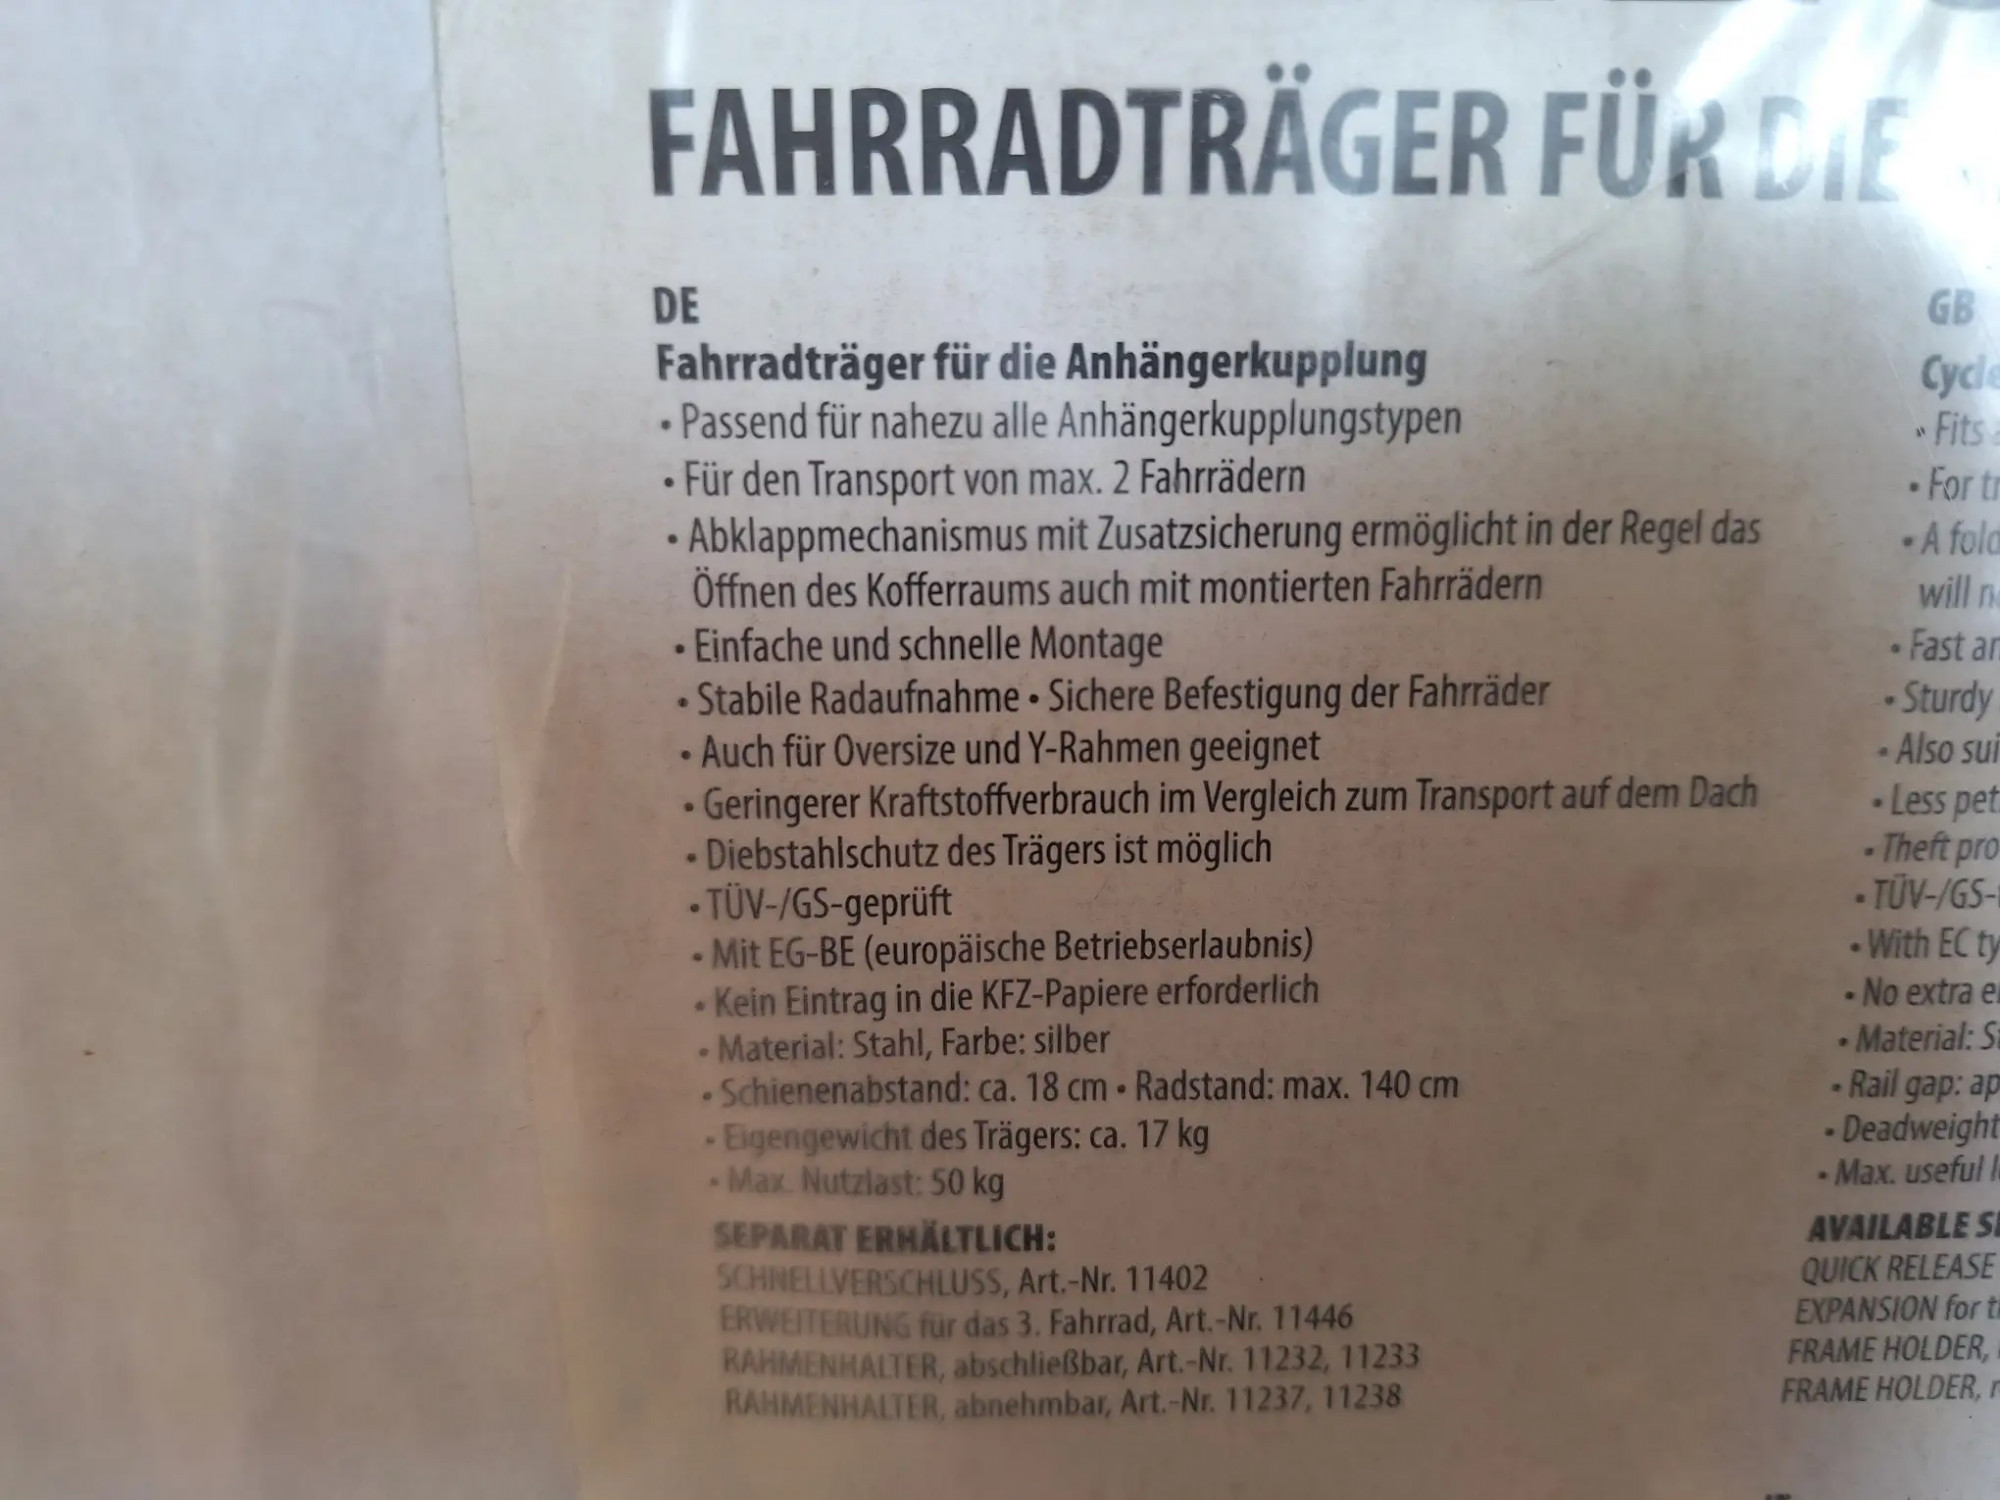 FAHRRADTRÄGER FÜR DIE
DE
Fahrradträger für die Anhängerkupplung
• Passend für nahezu alle Anhängerkupplungstypen
• Für den Transport von max. 2 Fahrrädern
• Abklappmechanismus mit Zusatzsicherung ermöglicht in der Regel das
Öffnen des Kofferraums auch mit montierten Fahrrädern
• Einfache und schnelle Montage
• Stabile Radaufnahme • Sichere Befestigung der Fahrräder
• Auch für Oversize und Y-Rahmen geeignet
• Geringerer Kraftstoffverbrauch im Vergleich zum Transport auf dem Dach
• Diebstahlschutz des Trägers ist möglich
• TÜV-/GS-geprüft
• Mit EG-BE (europäische Betriebserlaubnis)
• Kein Eintrag in die KFZ-Papiere erforderlich
• Material: Stahl, Farbe: silber
• Schienenabstand: ca. 18 cm • Radstand: max. 140 cm
• Eigengewicht des Trägers: ca. 17 kg
• Max. Nutzlast: 50 kg
SEPARAT ERHÄLTLICH:
SCHNELLVERSCHLUSS, Art.-Nr. 11402
ERWEITERUNG für das 3. Fahrrad, Art.-Nr. 11446
RAHMENHALTER, abschließbar, Art.-Nr. 11232, 11233
RAHMENHALTER, abnehmbar, Art.-Nr. 11237, 11238
GB
Cycle
• Fits
• For
• A
will
• Fast
• Sturdy
• Also
• Less
• Theft
• TÜV-/GS-
• With EC
• No extra
• Material:
• Rail gap:
• Deadweight
• Max. useful
AVAILABLE
QUICK RELEASE
EXPANSION for
FRAME HOLDER,
FRAME HOLDER,